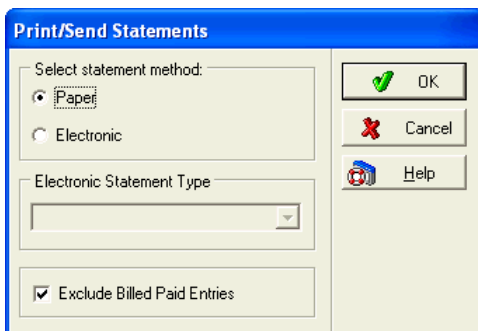 Print/Send Statements
Select statement method:
Paper
Electronic
Electronic Statement Type
Exclude Billed Paid Entries
OK
Cancel
Help